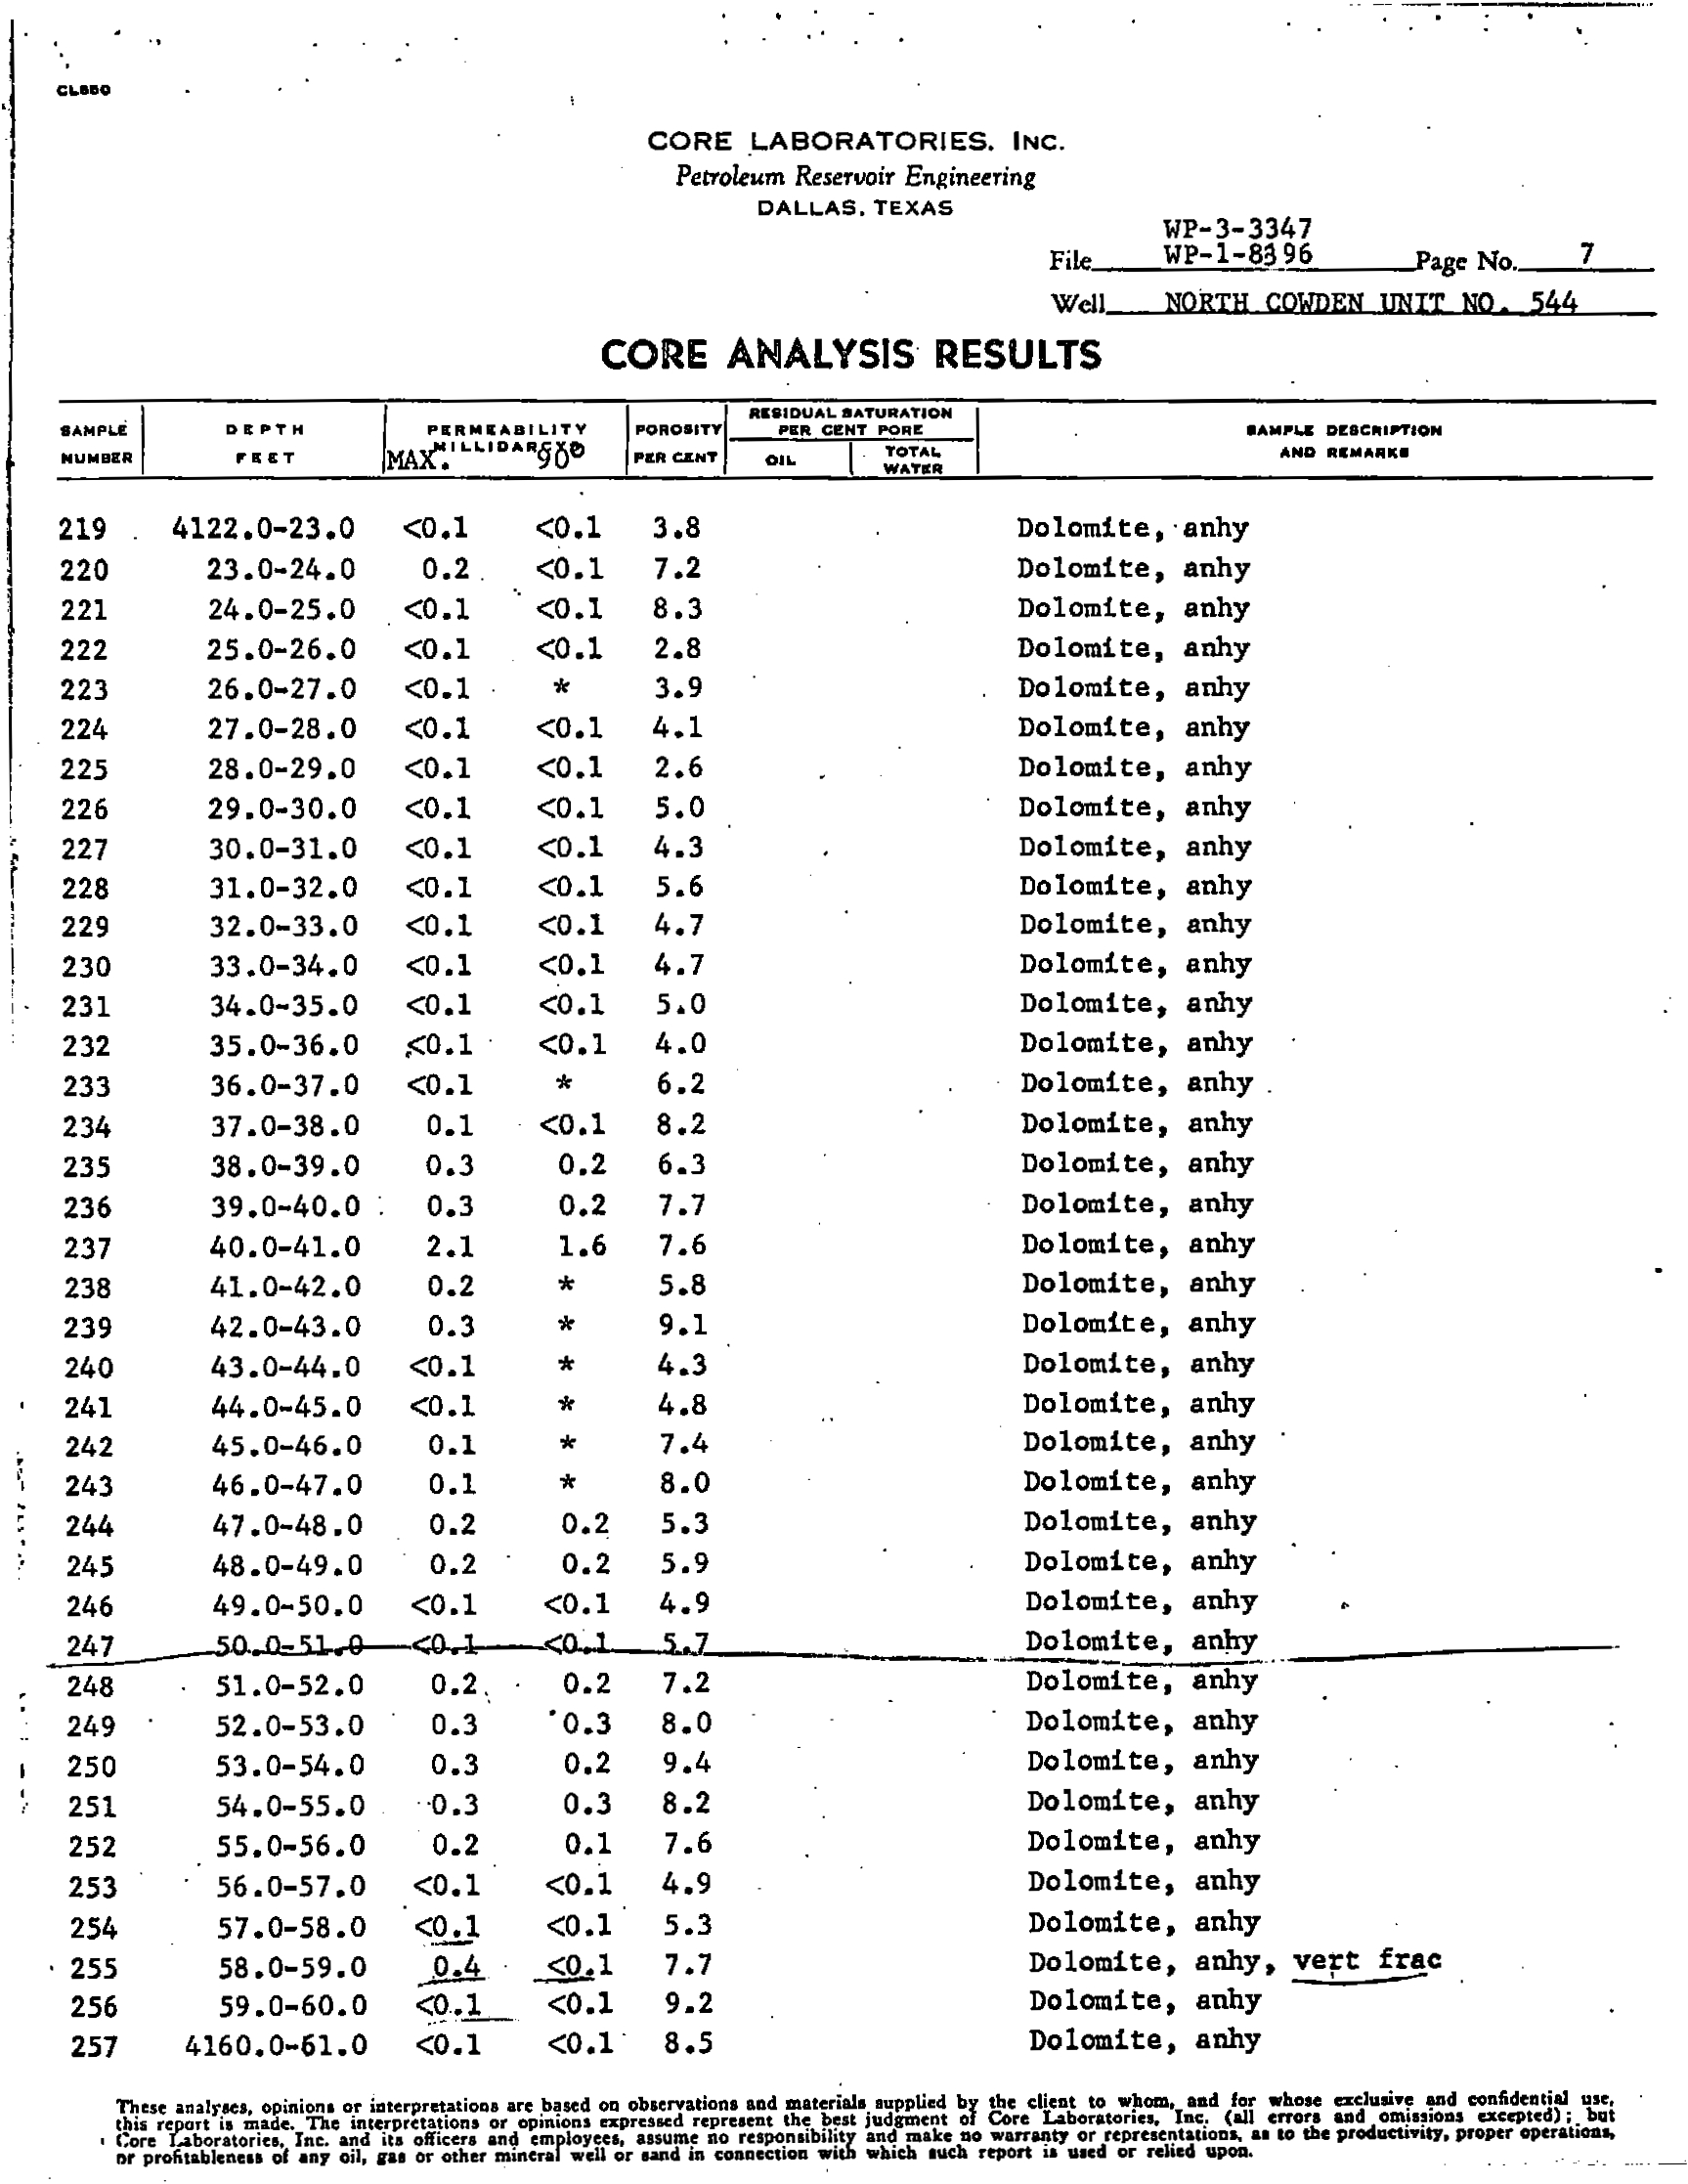 CL550
CORE LABORATORIES, INC.
Petroleum Reservoir Engineering
DALLAS, TEXAS
WP-3-3347
File WP-1-8396 Page No. 7
Well NORTH COWDEN UNIT NO. 544
CORE ANALYSIS RESULTS
SAMPLE NUMBER DEPTH FEET PERMEABILITY MILLIDARCYS MAX. 90° POROSITY PER CENT RESIDUAL SATURATION PER CENT PORE OIL TOTAL WATER SAMPLE DESCRIPTION AND REMARKS
219 4122.0-23.0 <0.1 <0.1 3.8 Dolomite, anhy
220 23.0-24.0 0.2 <0.1 7.2 Dolomite, anhy
221 24.0-25.0 <0.1 <0.1 8.3 Dolomite, anhy
222 25.0-26.0 <0.1 <0.1 2.8 Dolomite, anhy
223 26.0-27.0 <0.1 * 3.9 Dolomite, anhy
224 27.0-28.0 <0.1 <0.1 4.1 Dolomite, anhy
225 28.0-29.0 <0.1 <0.1 2.6 Dolomite, anhy
226 29.0-30.0 <0.1 <0.1 5.0 Dolomite, anhy
227 30.0-31.0 <0.1 <0.1 4.3 Dolomite, anhy
228 31.0-32.0 <0.1 <0.1 5.6 Dolomite, anhy
229 32.0-33.0 <0.1 <0.1 4.7 Dolomite, anhy
230 33.0-34.0 <0.1 <0.1 4.7 Dolomite, anhy
231 34.0-35.0 <0.1 <0.1 5.0 Dolomite, anhy
232 35.0-36.0 <0.1 <0.1 4.0 Dolomite, anhy
233 36.0-37.0 <0.1 * 6.2 Dolomite, anhy
234 37.0-38.0 0.1 <0.1 8.2 Dolomite, anhy
235 38.0-39.0 0.3 0.2 6.3 Dolomite, anhy
236 39.0-40.0 0.3 0.2 7.7 Dolomite, anhy
237 40.0-41.0 2.1 1.6 7.6 Dolomite, anhy
238 41.0-42.0 0.2 * 5.8 Dolomite, anhy
239 42.0-43.0 0.3 * 9.1 Dolomite, anhy
240 43.0-44.0 <0.1 * 4.3 Dolomite, anhy
241 44.0-45.0 <0.1 * 4.8 Dolomite, anhy
242 45.0-46.0 0.1 * 7.4 Dolomite, anhy
243 46.0-47.0 0.1 * 8.0 Dolomite, anhy
244 47.0-48.0 0.2 0.2 5.3 Dolomite, anhy
245 48.0-49.0 0.2 0.2 5.9 Dolomite, anhy
246 49.0-50.0 <0.1 <0.1 4.9 Dolomite, anhy
247 50.0-51.0 <0.1 <0.1 5.7 Dolomite, anhy
248 51.0-52.0 0.2 0.2 7.2 Dolomite, anhy
249 52.0-53.0 0.3 0.3 8.0 Dolomite, anhy
250 53.0-54.0 0.3 0.2 9.4 Dolomite, anhy
251 54.0-55.0 0.3 0.3 8.2 Dolomite, anhy
252 55.0-56.0 0.2 0.1 7.6 Dolomite, anhy
253 56.0-57.0 <0.1 <0.1 4.9 Dolomite, anhy
254 57.0-58.0 <0.1 <0.1 5.3 Dolomite, anhy
255 58.0-59.0 0.4 <0.1 7.7 Dolomite, anhy, vert frac
256 59.0-60.0 <0.1 <0.1 9.2 Dolomite, anhy
257 4160.0-61.0 <0.1 <0.1 8.5 Dolomite, anhy
These analyses, opinions or interpretations are based on observations and materials supplied by the client to whom, and for whose exclusive and confidential use,
this report is made. The interpretations or opinions expressed represent the best judgment of Core Laboratories, Inc. (all errors and omissions excepted); but
Core Laboratories, Inc. and its officers and employees, assume no responsibility and make no warranty or representations, as to the productivity, proper operations,
or profitableness of any oil, gas or other mineral well or sand in connection with which such report is used or relied upon.